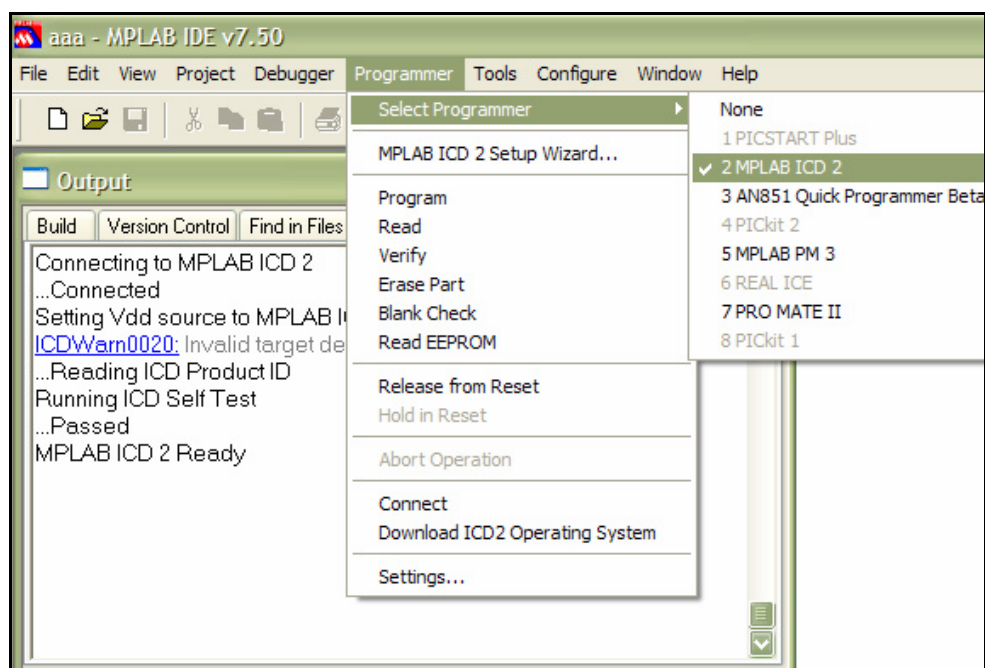 aaa - MPLAB IDE v7.50
File Edit View Project Debugger Programmer Tools Configure Window Help
Select Programmer
MPLAB ICD 2 Setup Wizard...
Program
Read
Verify
Erase Part
Blank Check
Read EEPROM
Release from Reset
Hold in Reset
Abort Operation
Connect
Download ICD2 Operating System
Settings...
None
1 PICSTART Plus
2 MPLAB ICD 2
3 AN851 Quick Programmer Beta
4 PICkit 2
5 MPLAB PM 3
6 REAL ICE
7 PRO MATE II
8 PICkit 1
Output
Build Version Control Find in Files
Connecting to MPLAB ICD 2
...Connected
Setting Vdd source to MPLAB
ICDWarn0020: Invalid target
...Reading ICD Product ID
Running ICD Self Test
...Passed
MPLAB ICD 2 Ready